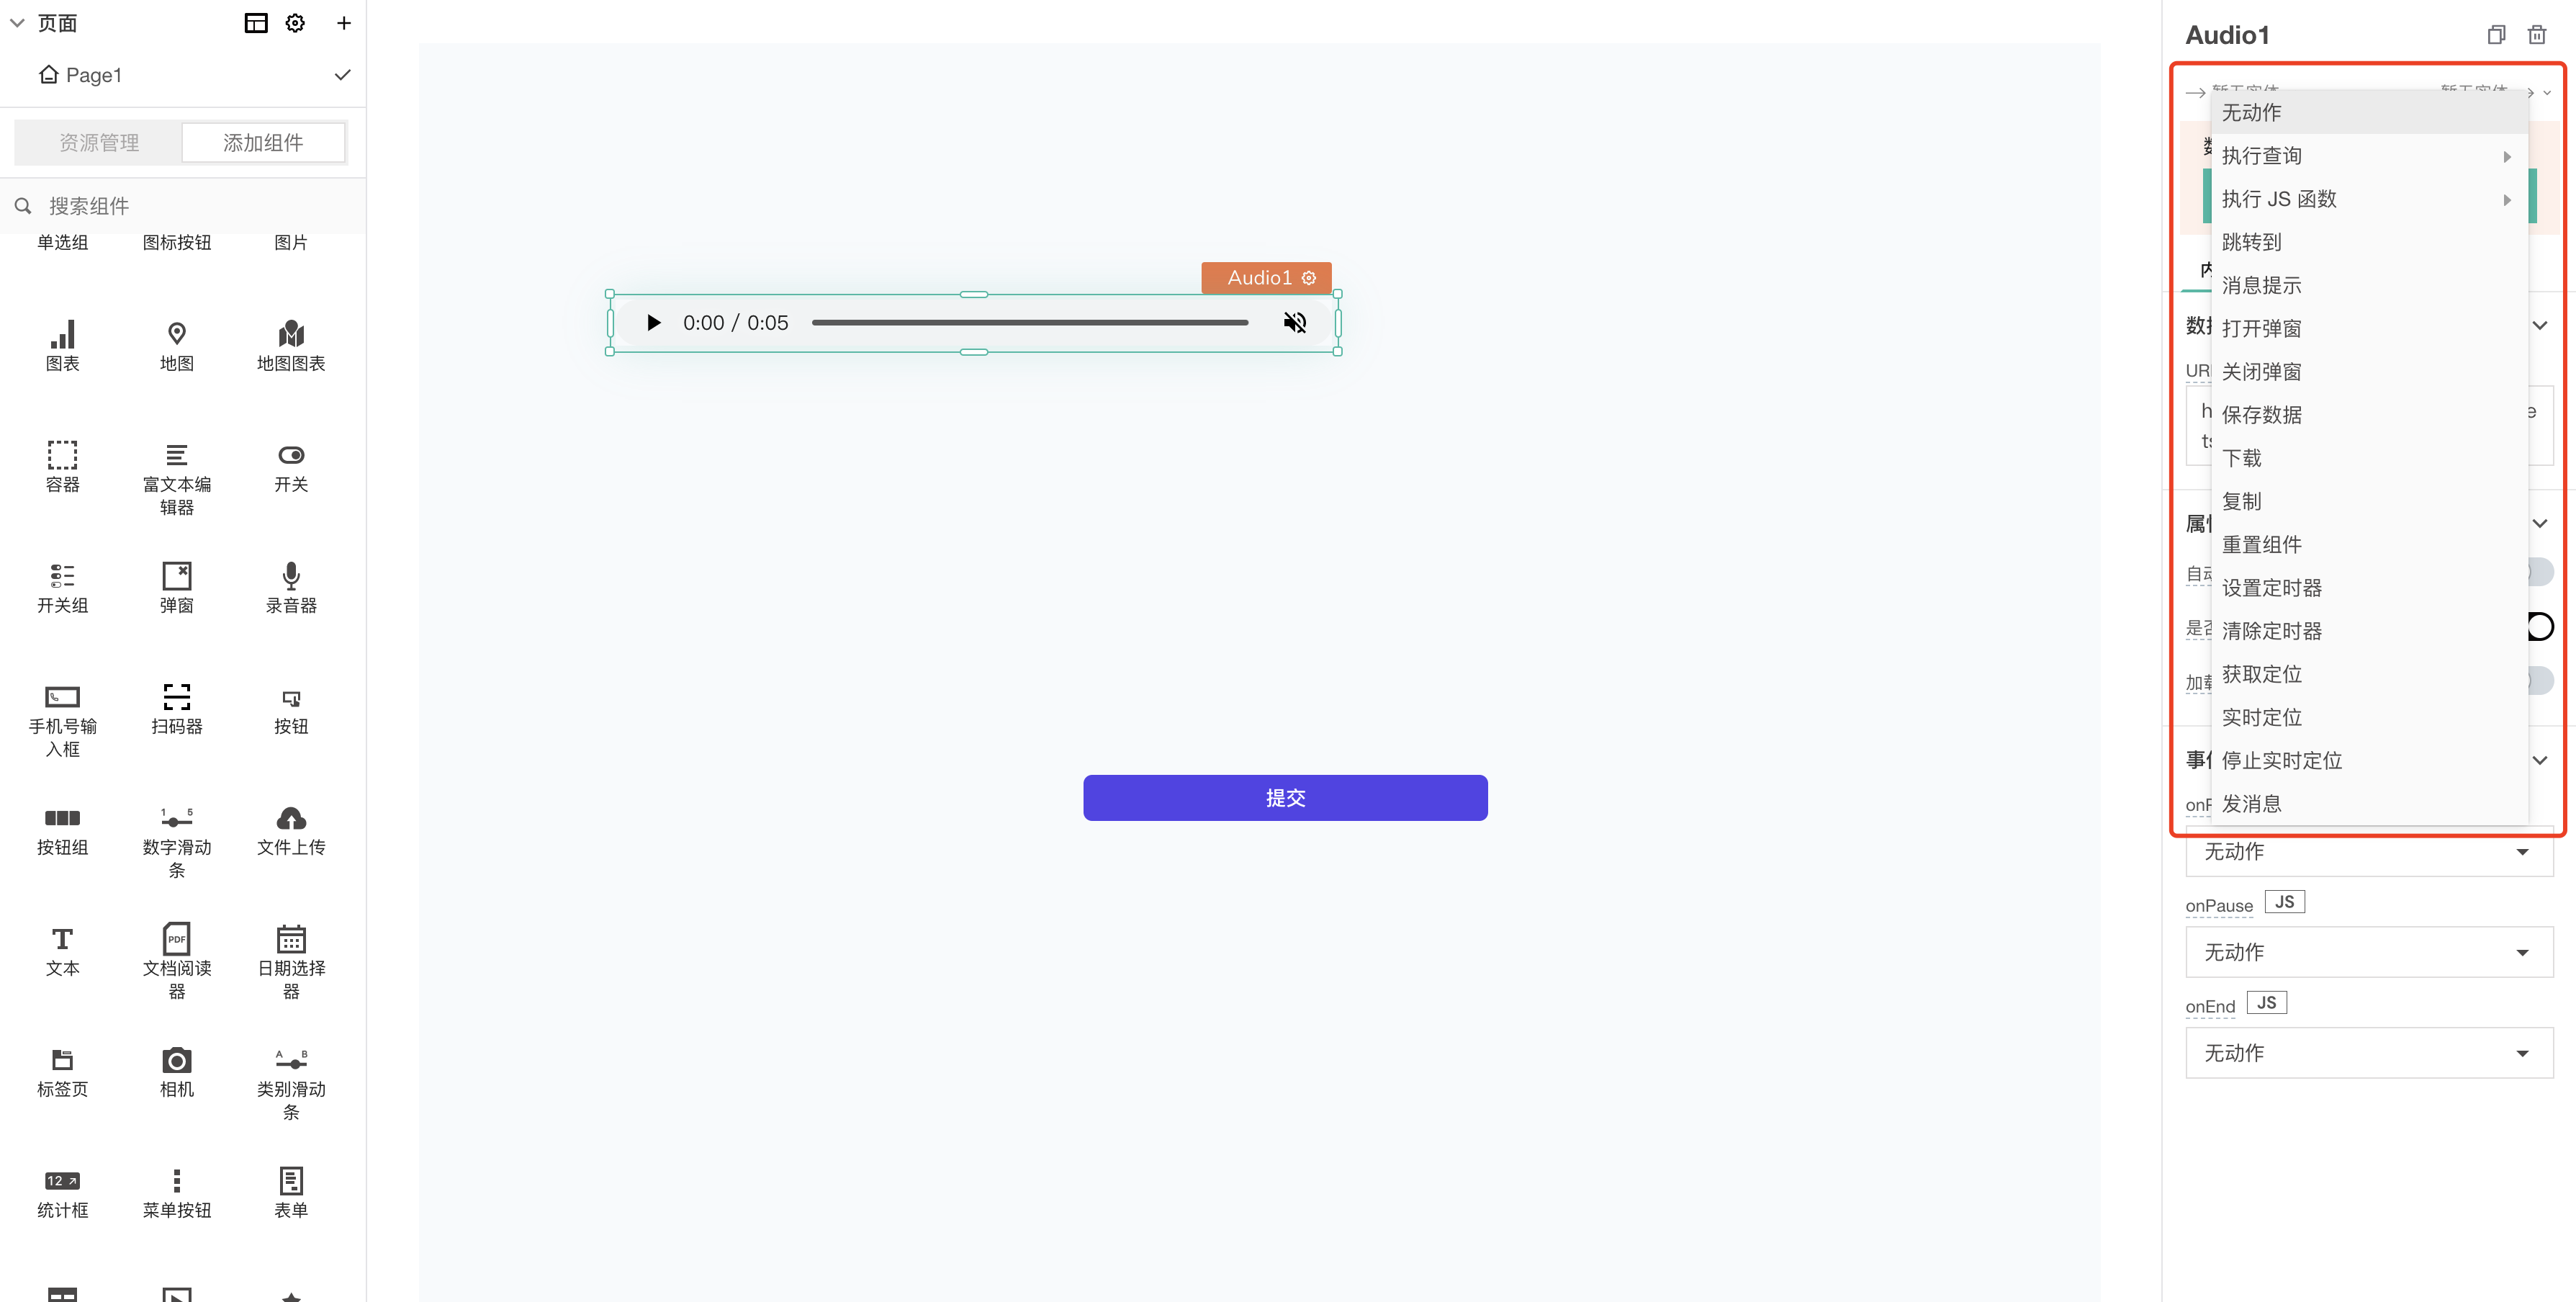 页面
Page1
资源管理
添加组件
搜索组件
单选组
图标按钮
图片
图表
地图
地图图表
容器
富文本编
辑器
开关
开关组
弹窗
录音器
手机号输
入框
扫码器
按钮
按钮组
1 5
数字滑动
条
文件上传
T
文本
PDF
文档阅读
器
日期选择
器
标签页
相机
A B
类别滑动
条
12
统计框
菜单按钮
表单
Audio1
0:00 / 0:05
提交
Audio1
无动作
执行查询
执行 JS 函数
跳转到
消息提示
打开弹窗
关闭弹窗
保存数据
下载
复制
重置组件
设置定时器
清除定时器
获取定位
实时定位
停止实时定位
发消息
无动作
onPause JS
无动作
onEnd JS
无动作